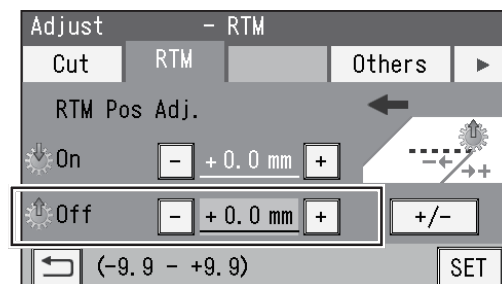 Adjust - RTM
Cut RTM Others ►
RTM Pos Adj.
On - +0.0 mm +
-← →+
Off - +0.0 mm + +/-
(-9.9 - +9.9) SET